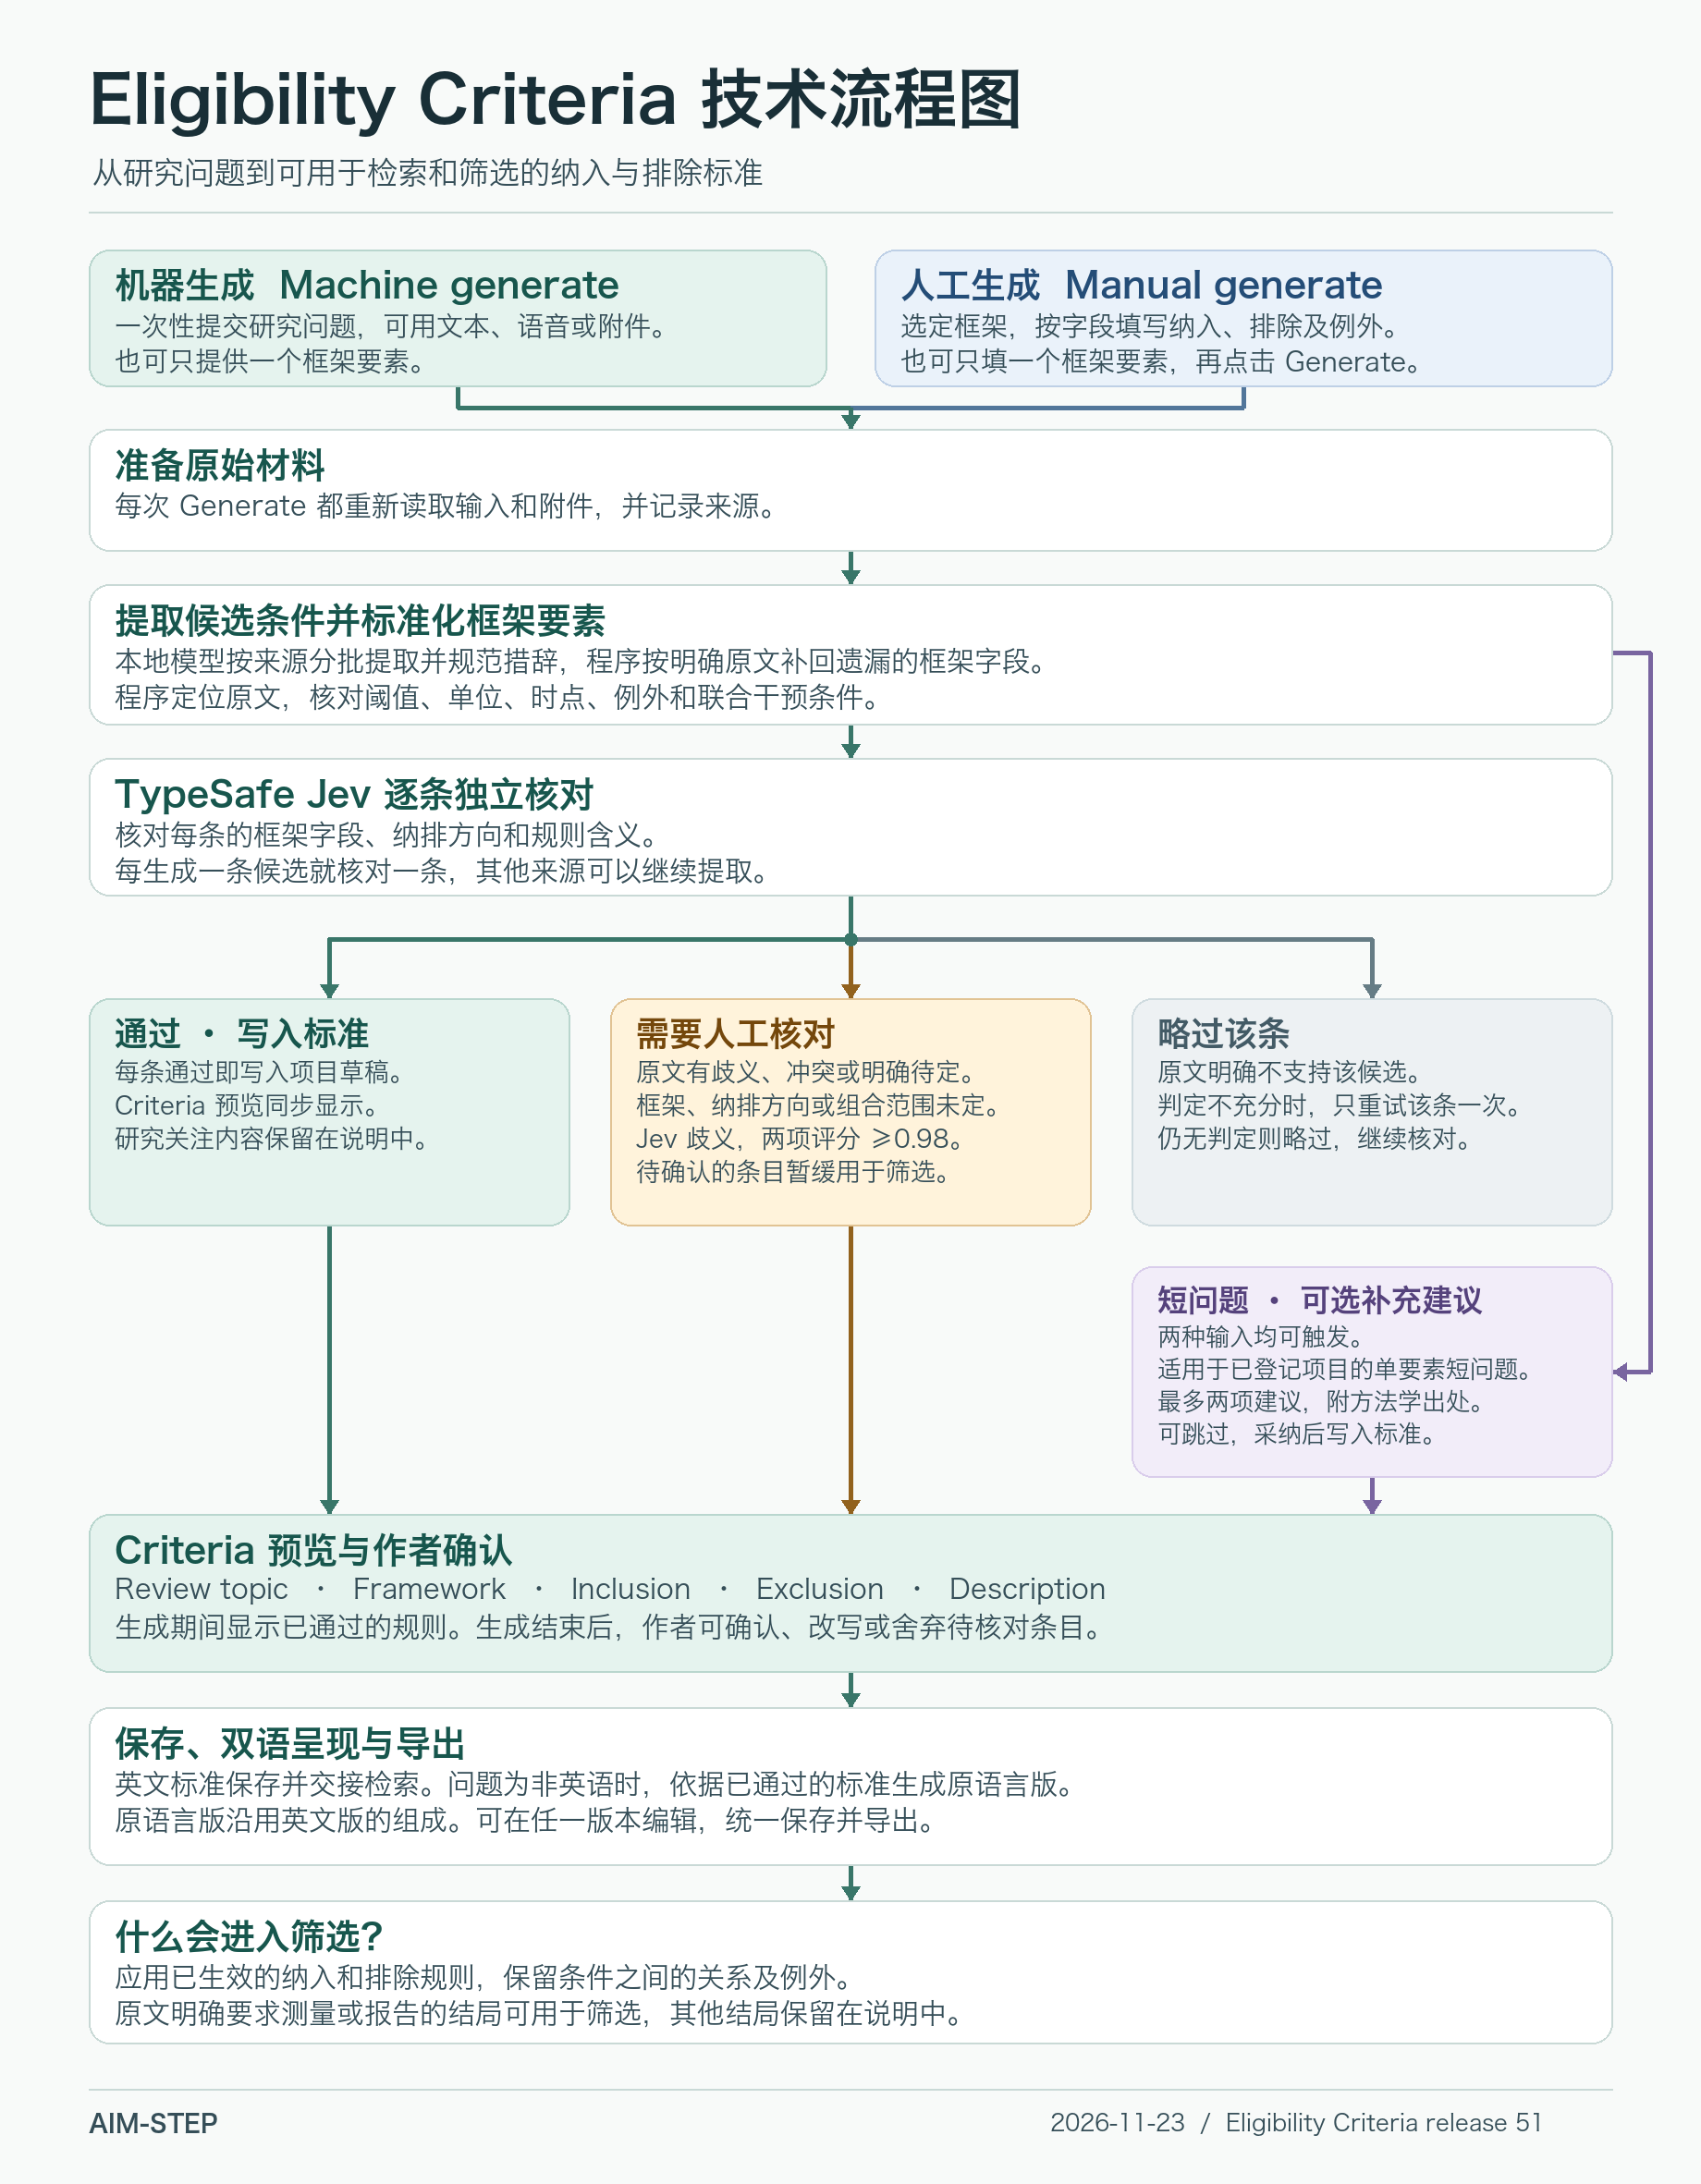 Eligibility Criteria 技术流程图
从研究问题到可用于检索和筛选的纳入与排除标准
机器生成 Machine generate
一次性提交研究问题，可用文本、语音或附件。
也可只提供一个框架要素。
人工生成 Manual generate
选定框架，按字段填写纳入、排除及例外。
也可只填一个框架要素，再点击 Generate。
准备原始材料
每次 Generate 都重新读取输入和附件，并记录来源。
提取候选条件并标准化框架要素
本地模型按来源分批提取并规范措辞，程序按明确原文补回遗漏的框架字段。
程序定位原文，核对阈值、单位、时点、例外和联合干预条件。
TypeSafe Jev 逐条独立核对
核对每条的框架字段、纳排方向和规则含义。
每生成一条候选就核对一条，其他来源可以继续提取。
通过 · 写入标准
每条通过即写入项目草稿。
Criteria 预览同步显示。
研究关注内容保留在说明中。
需要人工核对
原文有歧义、冲突或明确待定。
框架、纳排方向或组合范围未定。
Jev 歧义，两项评分 ≥0.98。
待确认的条目暂缓用于筛选。
略过该条
原文明确不支持该候选。
判定不充分时，只重试该条一次。
仍无判定则略过，继续核对。
短问题 · 可选补充建议
两种输入均可触发。
适用于已登记项目的单要素短问题。
最多两项建议，附方法学出处。
可跳过，采纳后写入标准。
Criteria 预览与作者确认
Review topic · Framework · Inclusion · Exclusion · Description
生成期间显示已通过的规则。生成结束后，作者可确认、改写或舍弃待核对条目。
保存、双语呈现与导出
英文标准保存并交接检索。问题为非英语时，依据已通过的标准生成原语言版。
原语言版沿用英文版的组成。可在任一版本编辑，统一保存并导出。
什么会进入筛选？
应用已生效的纳入和排除规则，保留条件之间的关系及例外。
原文明确要求测量或报告的结局可用于筛选，其他结局保留在说明中。
AIM-STEP
2026-11-23 / Eligibility Criteria release 51